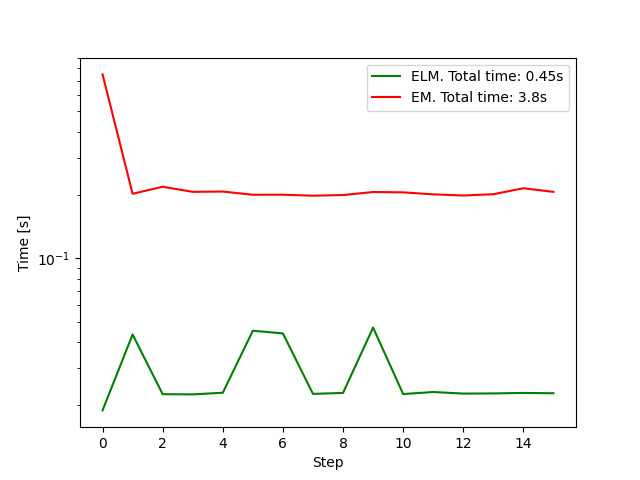 ELM. Total time: 0.45s
EM. Total time: 3.8s
Time [s]
10⁻¹
0 2 4 6 8 10 12 14
Step